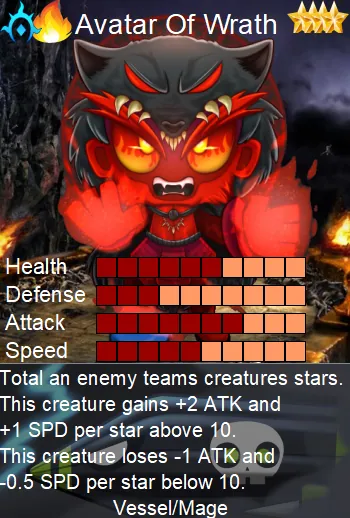 Avatar Of Wrath
Health
Defense
Attack
Speed
Total an enemy teams creatures stars.
This creature gains +2 ATK and
+1 SPD per star above 10.
This creature loses -1 ATK and
-0.5 SPD per star below 10.
Vessel/Mage